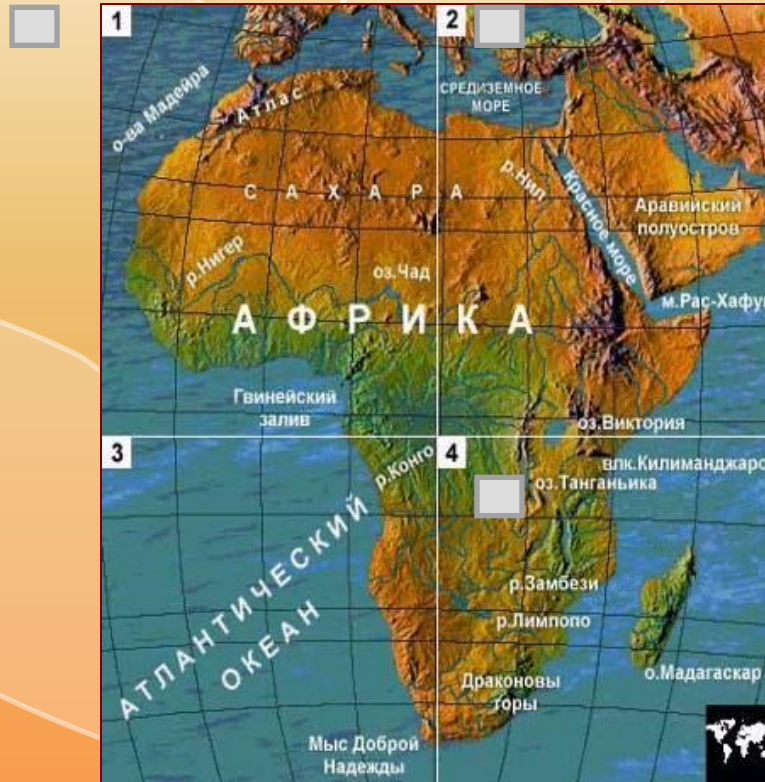 1
2
СРЕДИЗЕМНОЕ
МОРЕ
о-ва Мадейра
Атлас
САХАРА
р.Нил
Красное море
Аравийский
полуостров
р.Нигер
оз.Чад
м.Рас-Хафун
АФРИКА
Гвинейский
залив
оз.Виктория
3
4
р.Конго
влк.Килиманджаро
оз.Танганьика
АТЛАНТИЧЕСКИЙ
ОКЕАН
р.Замбези
р.Лимпопо
о.Мадагаскар
Драконовы
горы
Мыс Доброй
Надежды